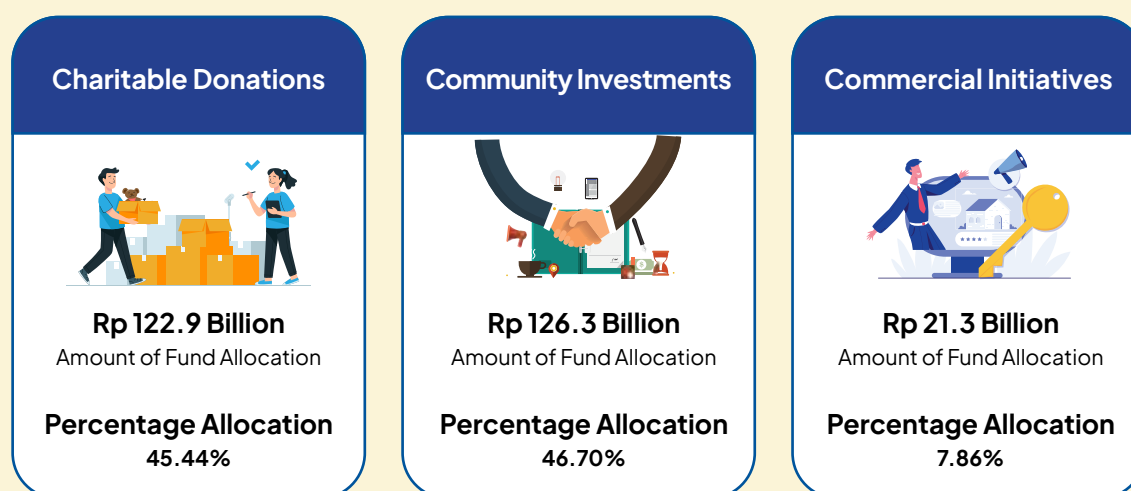 Charitable Donations
Rp 122.9 Billion
Amount of Fund Allocation
Percentage Allocation
45.44%
Community Investments
Rp 126.3 Billion
Amount of Fund Allocation
Percentage Allocation
46.70%
Commercial Initiatives
Rp 21.3 Billion
Amount of Fund Allocation
Percentage Allocation
7.86%